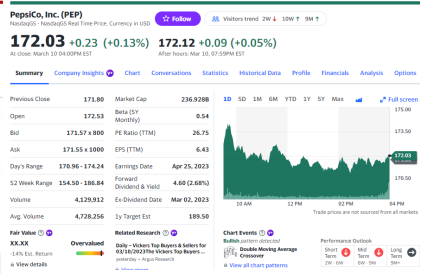 PepsiCo, Inc. (PEP)
NasdaqGS - NasdaqGS Real Time Price. Currency in USD
Follow
Visitors trend 2W ↓ 10W ↑ 9M ↑
172.03 +0.23 (+0.13%)
At close: March 10 04:00PM EST
172.12 +0.09 (+0.05%)
After hours: Mar 10, 07:59PM EST
Summary Company Insights Chart Conversations Statistics Historical Data Profile Financials Analysis Options
Previous Close 171.80
Open 172.53
Bid 171.57 x 800
Ask 171.55 x 1000
Day's Range 170.96 - 174.24
52 Week Range 154.50 - 186.84
Volume 4,129,912
Avg. Volume 4,728,256
Market Cap 236.928B
Beta (5Y Monthly) 0.54
PE Ratio (TTM) 26.75
EPS (TTM) 6.43
Earnings Date Apr 25, 2023
Forward Dividend & Yield 4.60 (2.68%)
Ex-Dividend Date Mar 02, 2023
1y Target Est 189.50
1D 5D 1M 6M YTD 1Y 5Y Max Full screen
175.00
173.50
172.03
170.50
10 AM 12 PM 02 PM 04 PM
Trade prices are not sourced from all markets
Fair Value
XX.XX Overvalued
-14% Est. Return
View details
Related Research
Daily – Vickers Top Buyers & Sellers for
03/10/2023The Vickers Top Buyers ...
yesterday • Argus Research
Chart Events
Bullish pattern detected
Double Moving Average Crossover
View all chart patterns
Performance Outlook
Short Term
2W - 6W
Mid Term
6W - 9M
Long Term
9M+